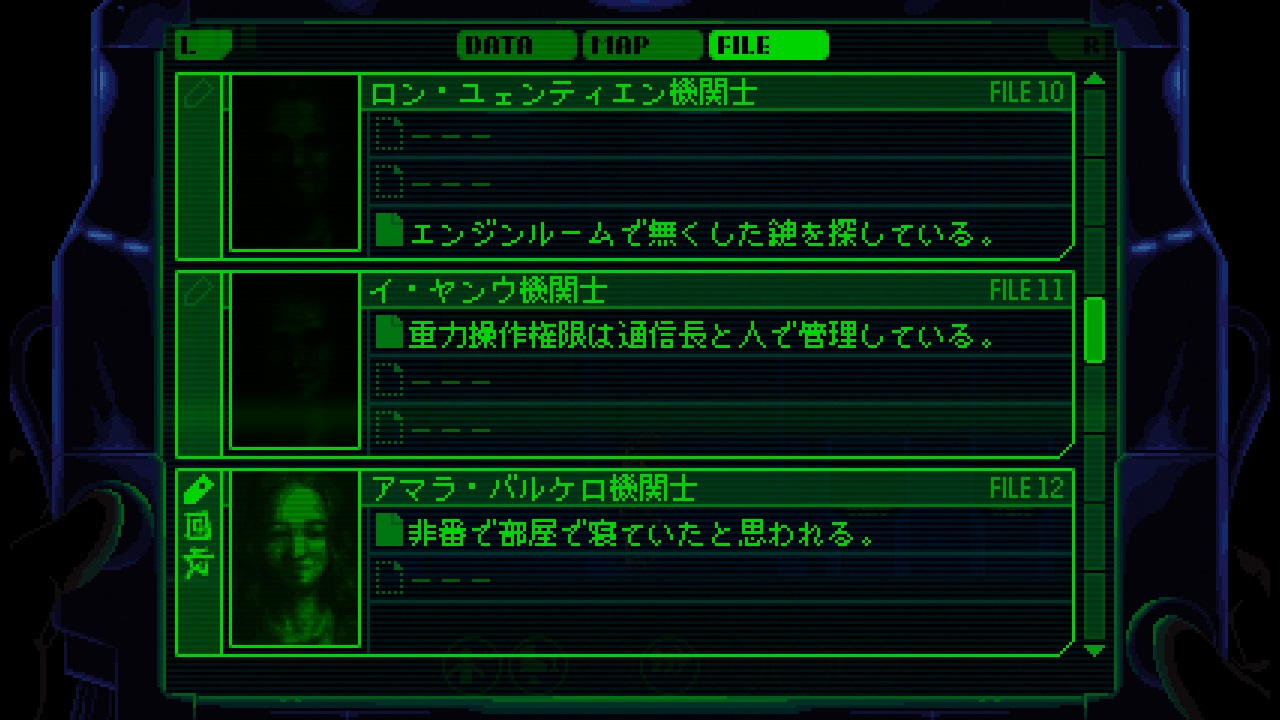 L DATA MAP FILE R
ロン・ユェンティエン機関士 FILE 10
---
---
エンジンルームで無くした鍵を探している。
イ・ヤンウ機関士 FILE 11
重力操作権限は通信長と人で管理している。
---
---
アマラ・バルケロ機関士 FILE 12
回収
非番で部屋で寝ていたと思われる。
---